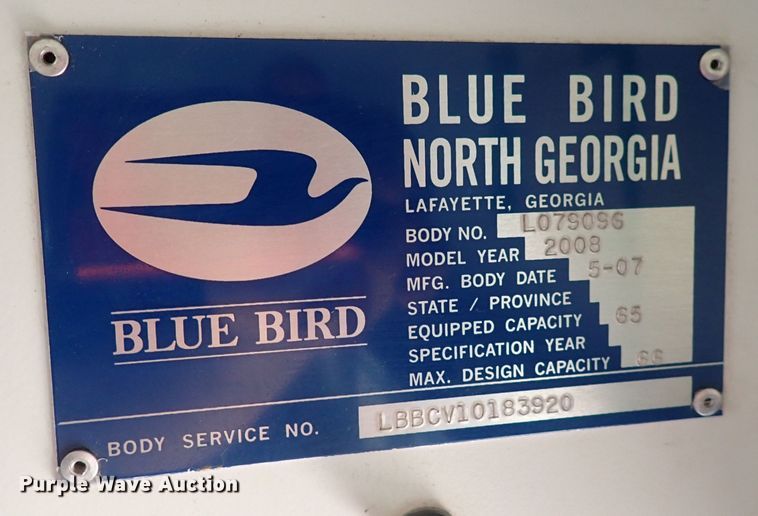 BLUE BIRD
NORTH GEORGIA
LAFAYETTE, GEORGIA
BODY NO. L079096
MODEL YEAR 2008
MFG. BODY DATE 5-07
STATE / PROVINCE
EQUIPPED CAPACITY 65
SPECIFICATION YEAR
MAX. DESIGN CAPACITY 66
BLUE BIRD
BODY SERVICE NO. LBBCV10183920
Purple Wave Auction